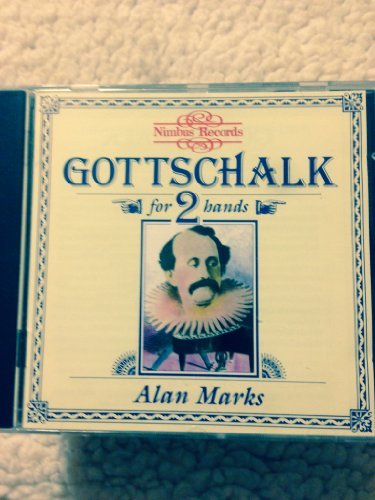 Nimbus Records
GOTTSCHALK
for 2 hands
Alan Marks